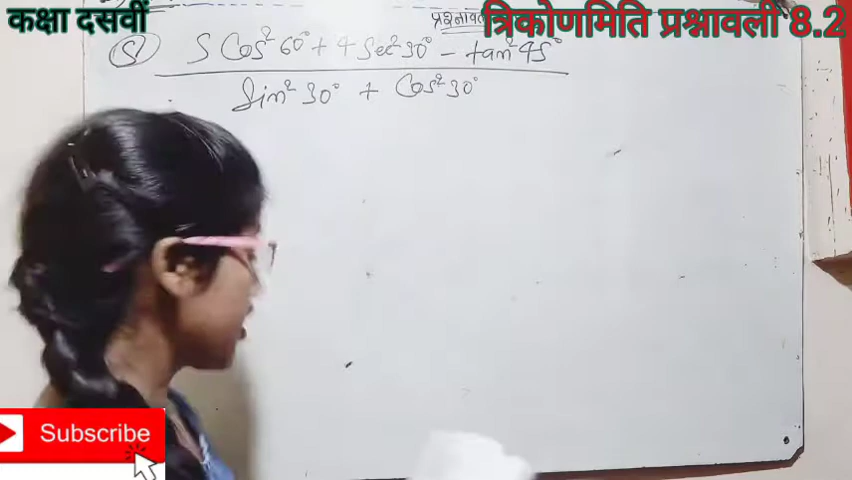 कक्षा दसवीं
त्रिकोणमिति प्रश्नावली 8.2
(5) 5 Cos² 60° + 4 Sec² 30° - tan² 45°
Sin² 30° + Cos² 30°
Subscribe